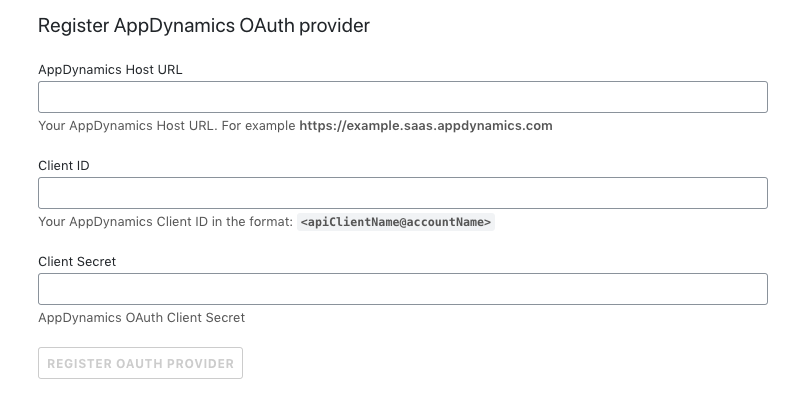 Register AppDynamics OAuth provider
AppDynamics Host URL
Your AppDynamics Host URL. For example https://example.saas.appdynamics.com
Client ID
Your AppDynamics Client ID in the format: <apiClientName@accountName>
Client Secret
AppDynamics OAuth Client Secret
REGISTER OAUTH PROVIDER